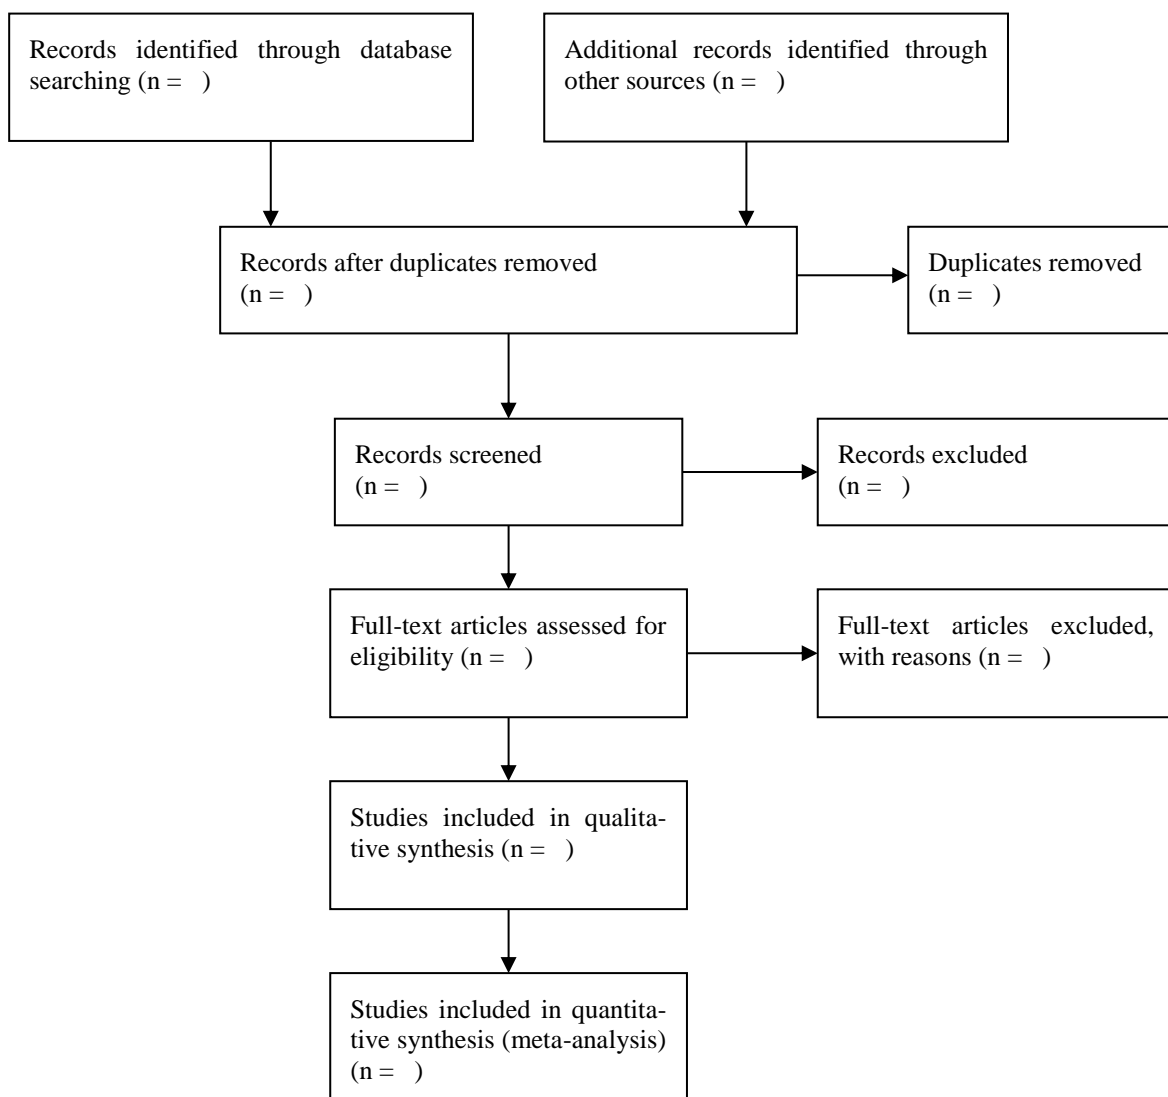 Records identified through database
searching (n =   )
Additional records identified through
other sources (n =   )
Records after duplicates removed
(n =   )
Duplicates removed
(n =   )
Records screened
(n =   )
Records excluded
(n =   )
Full-text articles assessed for
eligibility (n =   )
Full-text articles excluded,
with reasons (n =   )
Studies included in qualita-
tive synthesis (n =   )
Studies included in quantita-
tive synthesis (meta-analysis)
(n =   )